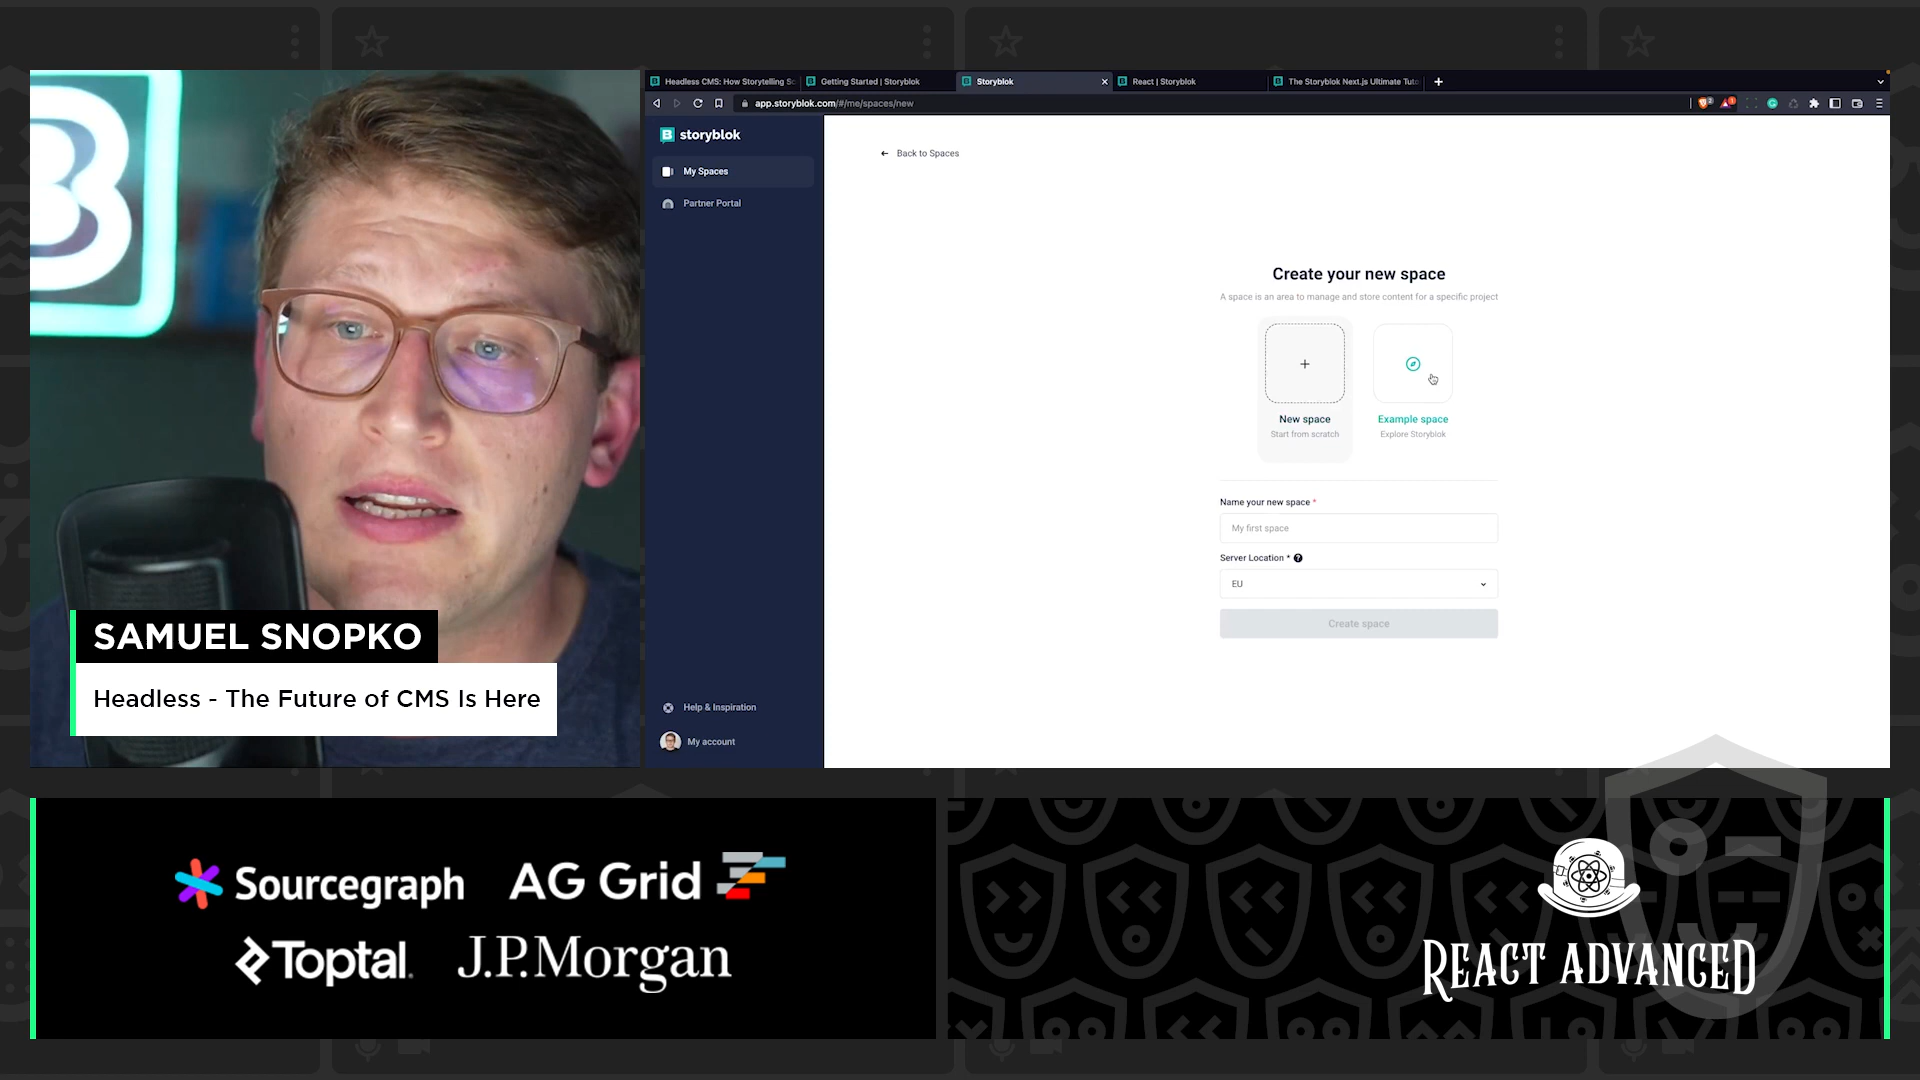 Headless CMS: How Storytelling Sc
Getting Started | Storyblok
Storyblok
React | Storyblok
The Storyblok Next.js Ultimate Tuto
app.storyblok.com/#/me/spaces/new
storyblok
My Spaces
Partner Portal
Back to Spaces
Create your new space
A space is an area to manage and store content for a specific project
New space
Start from scratch
Example space
Explore Storyblok
Name your new space *
My first space
Server Location *
EU
Create space
Help & Inspiration
My account
SAMUEL SNOPKO
Headless - The Future of CMS Is Here
Sourcegraph
AG Grid
Toptal.
J.P.Morgan
REACT ADVANCED